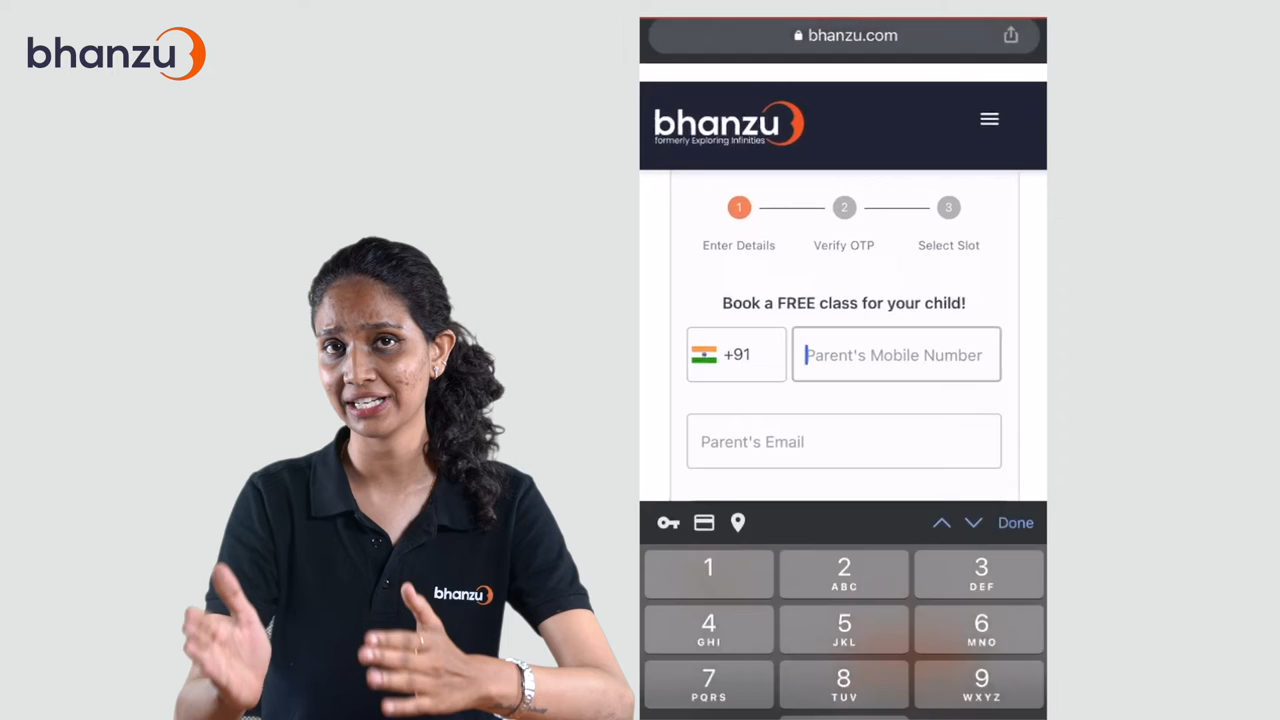 bhanzu
bhanzu.com
bhanzu
formerly Exploring Infinities
1
2
3
Enter Details
Verify OTP
Select Slot
Book a FREE class for your child!
+91
Parent's Mobile Number
Parent's Email
Done
1
2
ABC
3
DEF
4
GHI
5
JKL
6
MNO
7
PQRS
8
TUV
9
WXYZ
bhanzu